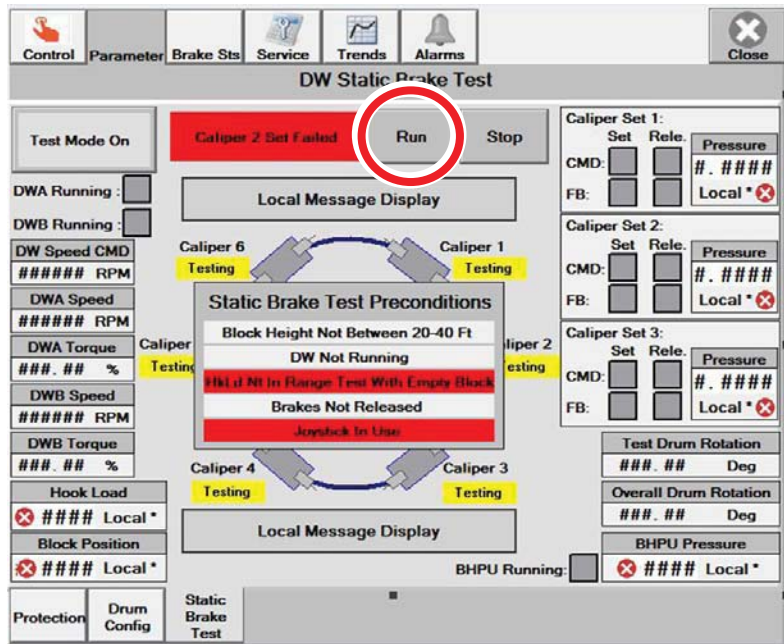 Control Parameter Brake Sts Service Trends Alarms Close
DW Static Brake Test
Test Mode On
Caliper 2 Set Failed
Run
Stop
DWA Running :
DWB Running :
Local Message Display
DW Speed CMD
###### RPM
DWA Speed
###### RPM
DWA Torque
###.## %
DWB Speed
###### RPM
DWB Torque
###.## %
Hook Load
#### Local *
Block Position
#### Local *
Caliper 6
Testing
Caliper 1
Testing
Caliper
Testing
liper 2
esting
Static Brake Test Preconditions
Block Height Not Between 20-40 Ft
DW Not Running
HkLd Nt In Range Test With Empty Block
Brakes Not Released
Joystick In Use
Caliper 4
Testing
Caliper 3
Testing
Local Message Display
BHPU Running:
Caliper Set 1:
Set Rele.
Pressure
CMD:
#.####
FB:
Local *
Caliper Set 2:
Set Rele.
Pressure
CMD:
#.####
FB:
Local *
Caliper Set 3:
Set Rele.
Pressure
CMD:
#.####
FB:
Local *
Test Drum Rotation
###.## Deg
Overall Drum Rotation
###.## Deg
BHPU Pressure
#### Local *
Protection
Drum
Config
Static
Brake
Test